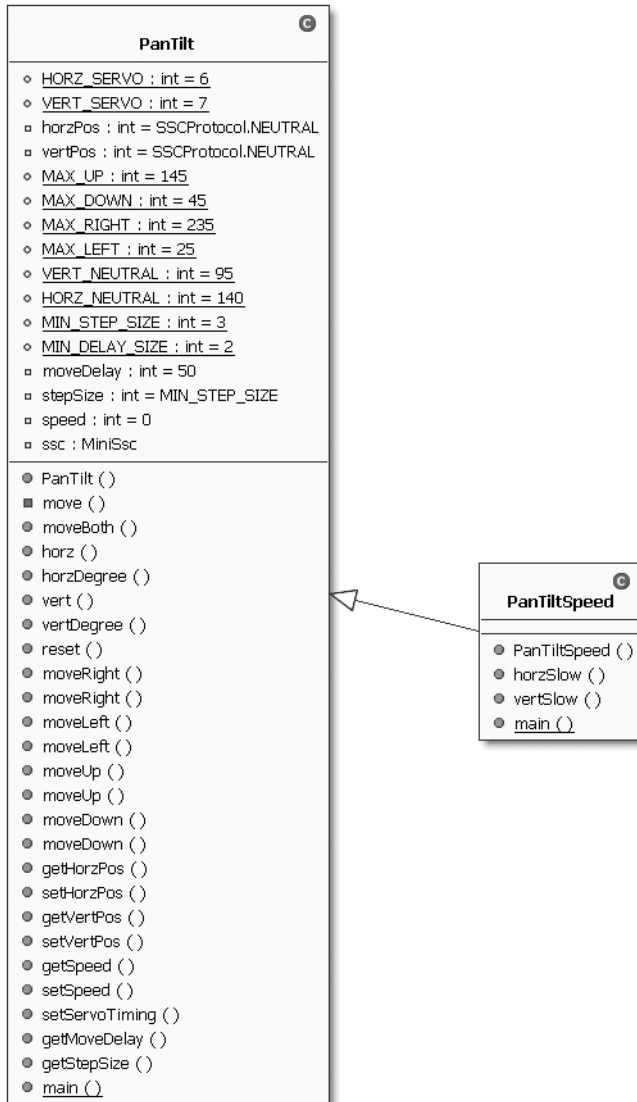 C
PanTilt
HORZ_SERVO : int = 6
VERT_SERVO : int = 7
horzPos : int = SSCProtocol.NEUTRAL
vertPos : int = SSCProtocol.NEUTRAL
MAX_UP : int = 145
MAX_DOWN : int = 45
MAX_RIGHT : int = 235
MAX_LEFT : int = 25
VERT_NEUTRAL : int = 95
HORZ_NEUTRAL : int = 140
MIN_STEP_SIZE : int = 3
MIN_DELAY_SIZE : int = 2
moveDelay : int = 50
stepSize : int = MIN_STEP_SIZE
speed : int = 0
ssc : MiniSsc
PanTilt ( )
move ( )
moveBoth ( )
horz ( )
horzDegree ( )
vert ( )
vertDegree ( )
reset ( )
moveRight ( )
moveRight ( )
moveLeft ( )
moveLeft ( )
moveUp ( )
moveUp ( )
moveDown ( )
moveDown ( )
getHorzPos ( )
setHorzPos ( )
getVertPos ( )
setVertPos ( )
getSpeed ( )
setSpeed ( )
setServoTiming ( )
getMoveDelay ( )
getStepSize ( )
main ( )
C
PanTiltSpeed
PanTiltSpeed ( )
horzSlow ( )
vertSlow ( )
main ( )